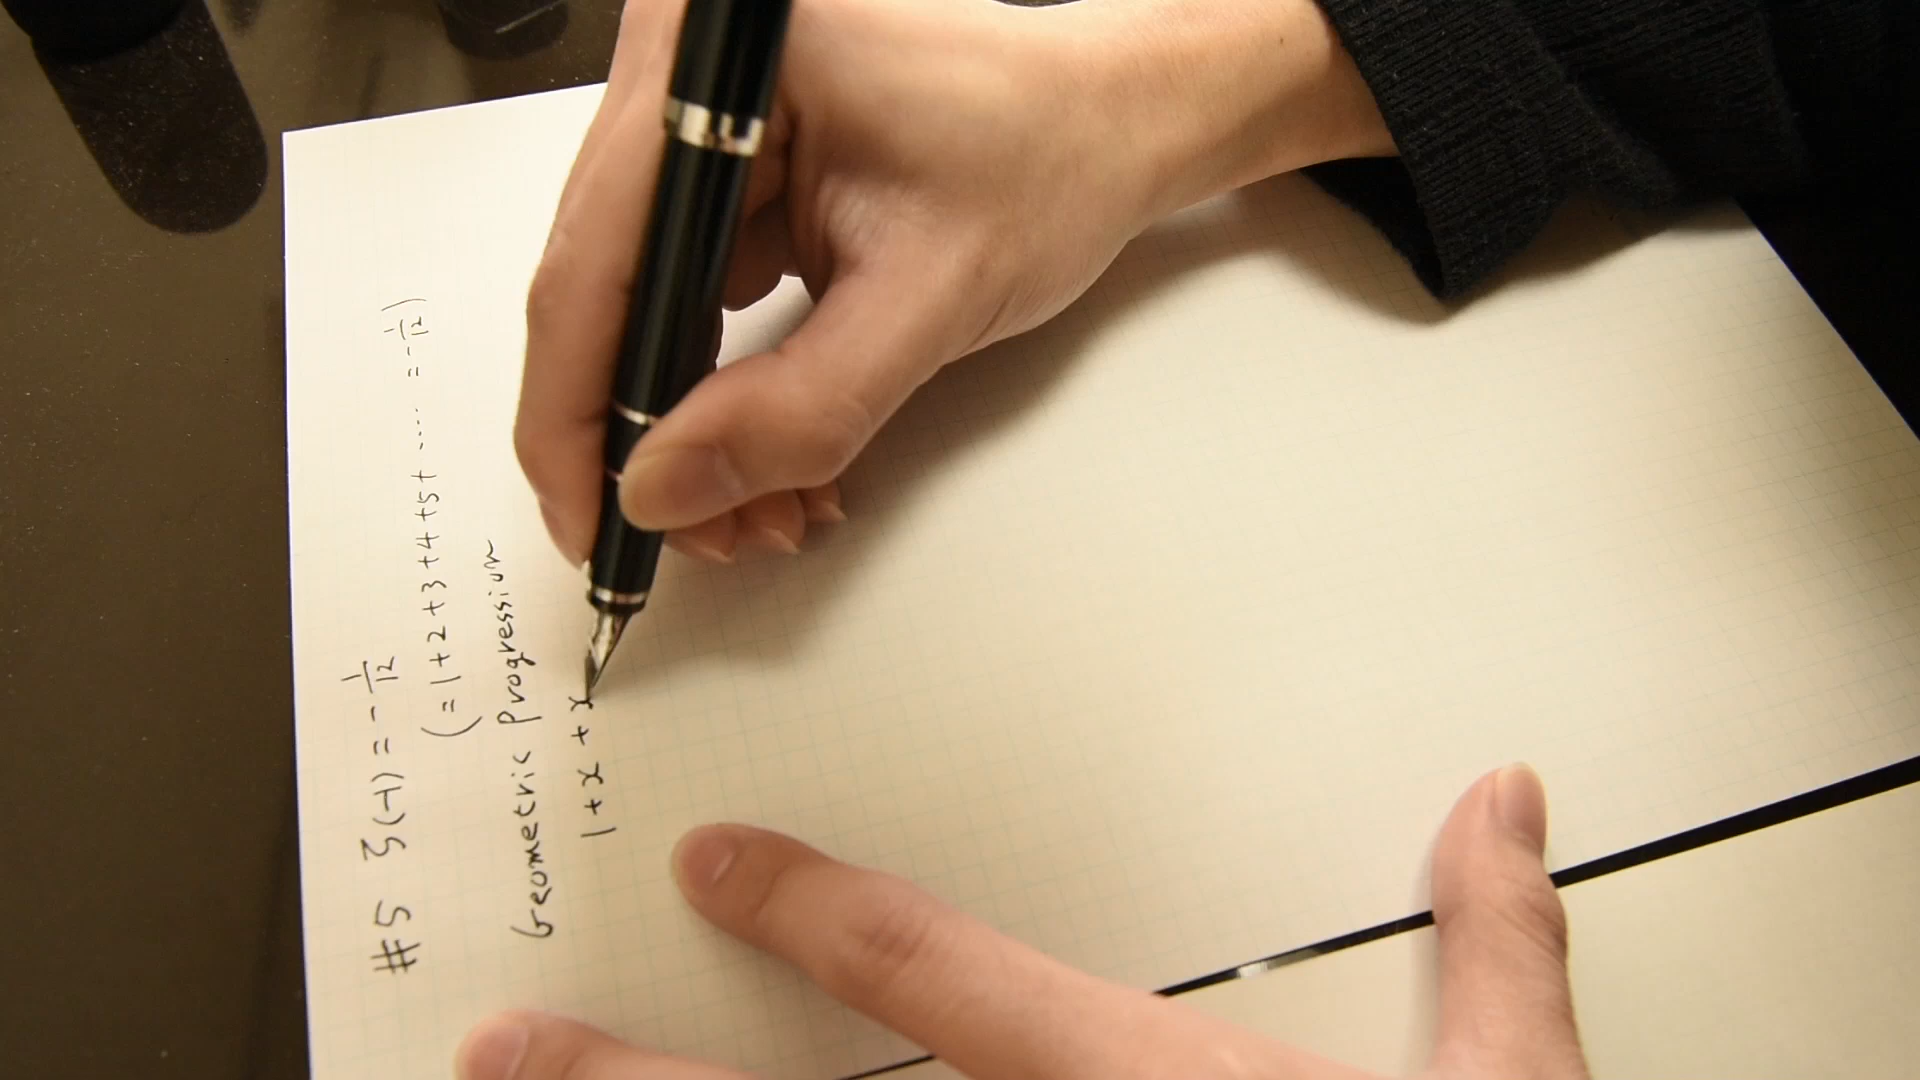 #5 ζ(-1) = -1/12
( = 1+2+3+4+5+ ..... = -1/12 )
Geometric Progression
1 + x + x